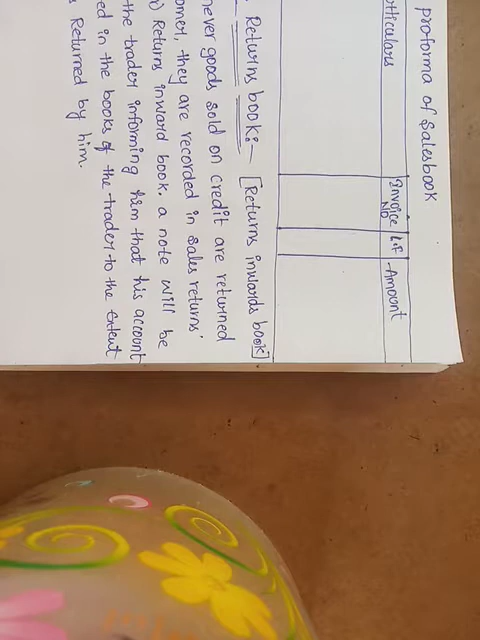 proforma of Salesbook
Particulars Invoice NO L.F Amount
Returns book:- [Returns inwards book]
never goods sold on credit are returned
omer, they are recorded in Sales returns
r) Returns inward book. a note will be
the trader informing him that his account
ed in the books of the trader to the extent
s Returned by him.